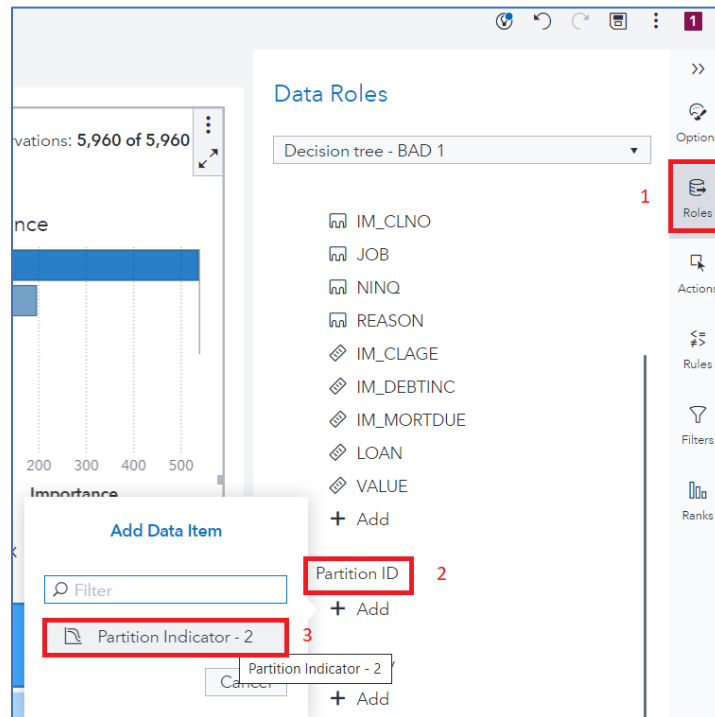 1
Data Roles
vations: 5,960 of 5,960
Decision tree - BAD 1
Option
1
Roles
nce
IM_CLNO
JOB
NINQ
REASON
IM_CLAGE
IM_DEBTINC
IM_MORTDUE
LOAN
VALUE
+ Add
Actions
Rules
Filters
Ranks
200 300 400 500
Importance
Add Data Item
Filter
Partition Indicator - 2
3
Partition Indicator - 2
Partition ID
2
+ Add
+ Add